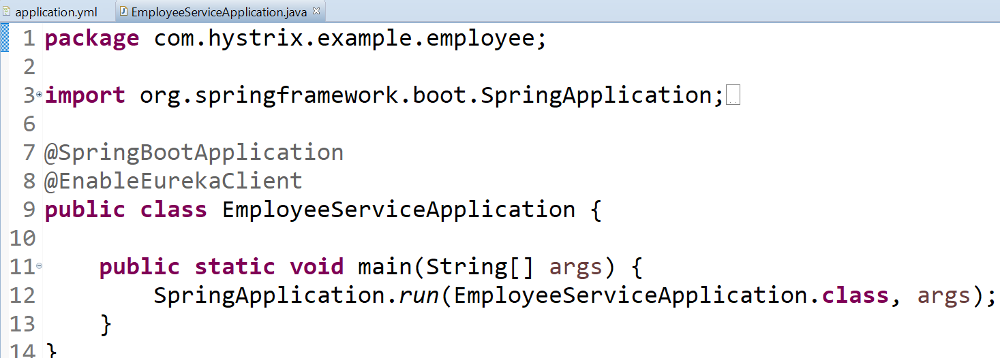 application.yml EmployeeServiceApplication.java
1 package com.hystrix.example.employee;
2
3 import org.springframework.boot.SpringApplication;
6
7 @SpringBootApplication
8 @EnableEurekaClient
9 public class EmployeeServiceApplication {
10
11     public static void main(String[] args) {
12         SpringApplication.run(EmployeeServiceApplication.class, args);
13     }
14 }